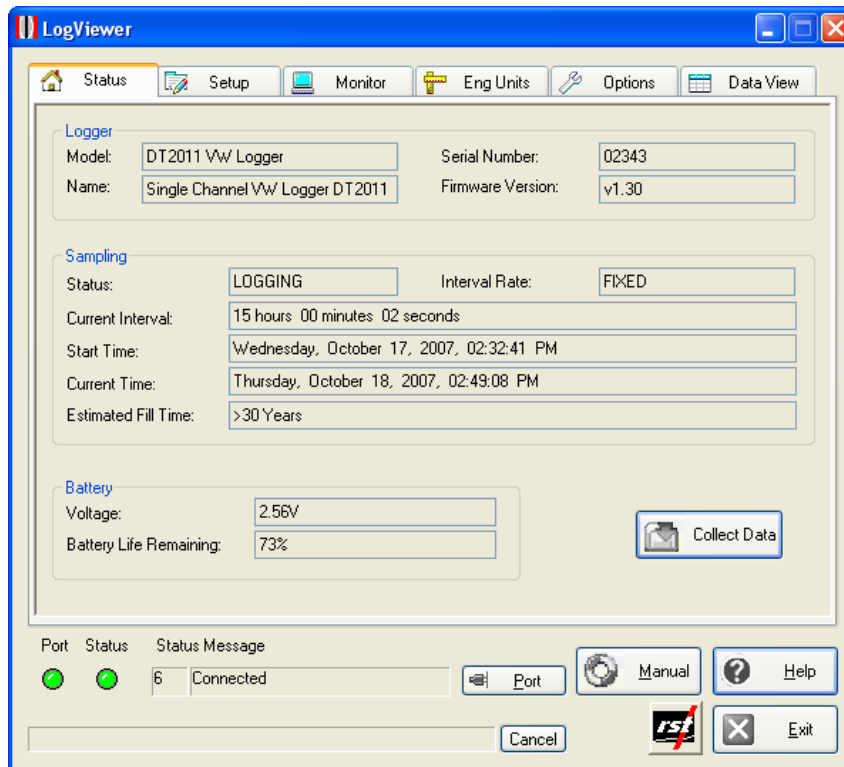 LogViewer
Status Setup Monitor Eng Units Options Data View
Logger
Model: DT2011 VW Logger Serial Number: 02343
Name: Single Channel VW Logger DT2011 Firmware Version: v1.30
Sampling
Status: LOGGING Interval Rate: FIXED
Current Interval: 15 hours 00 minutes 02 seconds
Start Time: Wednesday, October 17, 2007, 02:32:41 PM
Current Time: Thursday, October 18, 2007, 02:49:08 PM
Estimated Fill Time: >30 Years
Battery
Voltage: 2.56V
Battery Life Remaining: 73%
Collect Data
Port Status Status Message
6 Connected Port Manual Help
Cancel rst Exit